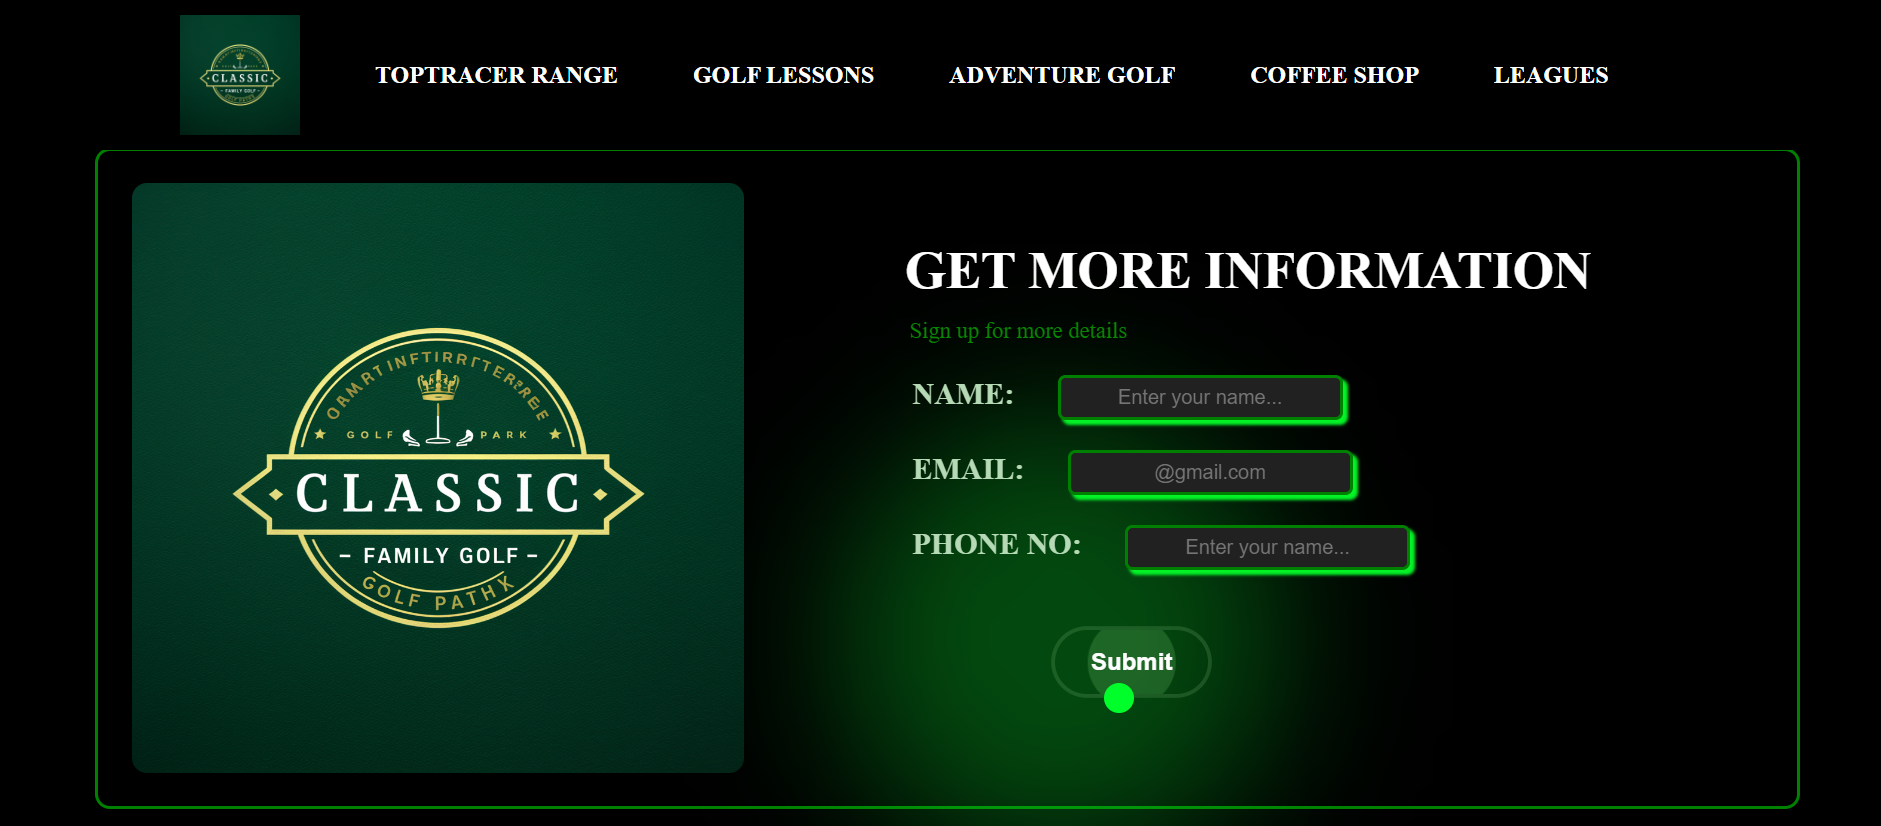 CLASSIC
FAMILY GOLF
TOPTRACER RANGE
GOLF LESSONS
ADVENTURE GOLF
COFFEE SHOP
LEAGUES
GOLF PARK
CLASSIC
- FAMILY GOLF -
GOLF PATHX
GET MORE INFORMATION
Sign up for more details
NAME: Enter your name...
EMAIL: @gmail.com
PHONE NO: Enter your name...
Submit